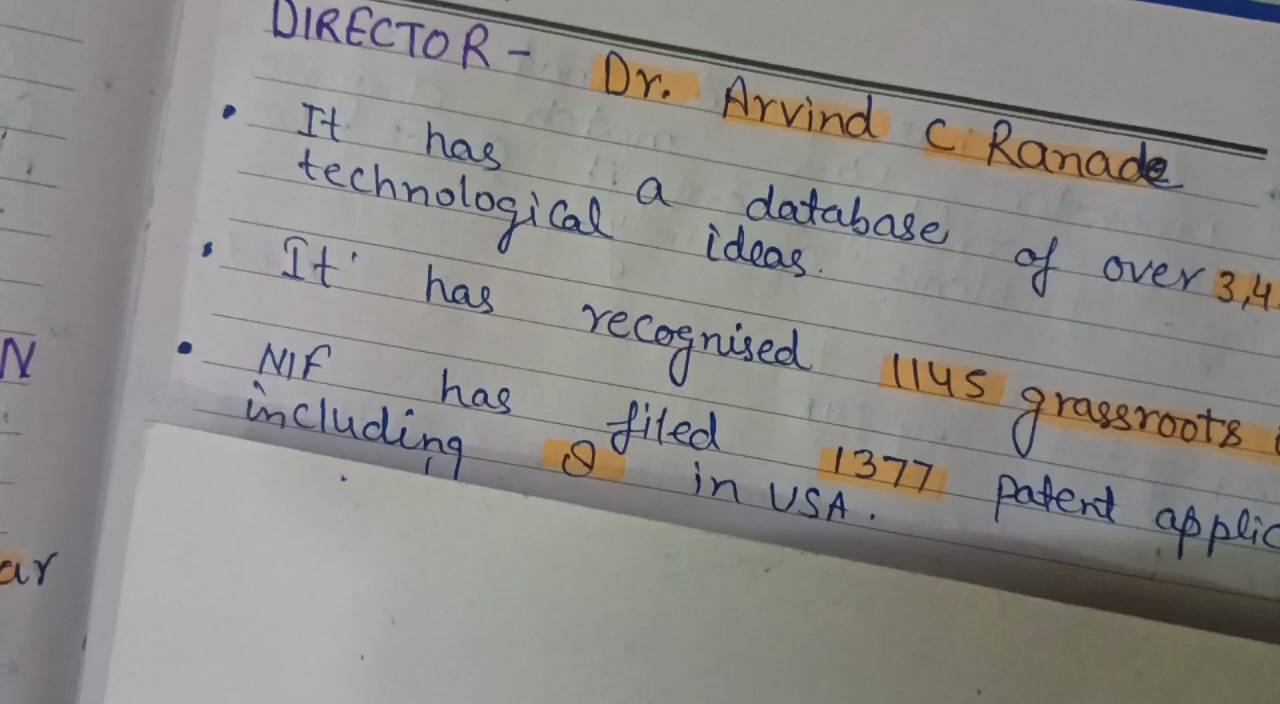 DIRECTOR - Dr. Arvind C Ranade
• It has a database of over 3,4
technological ideas.
• It has recognised 1145 grassroots
• NIF has filed 1377 patent applic
including 8 in USA.
N
ar